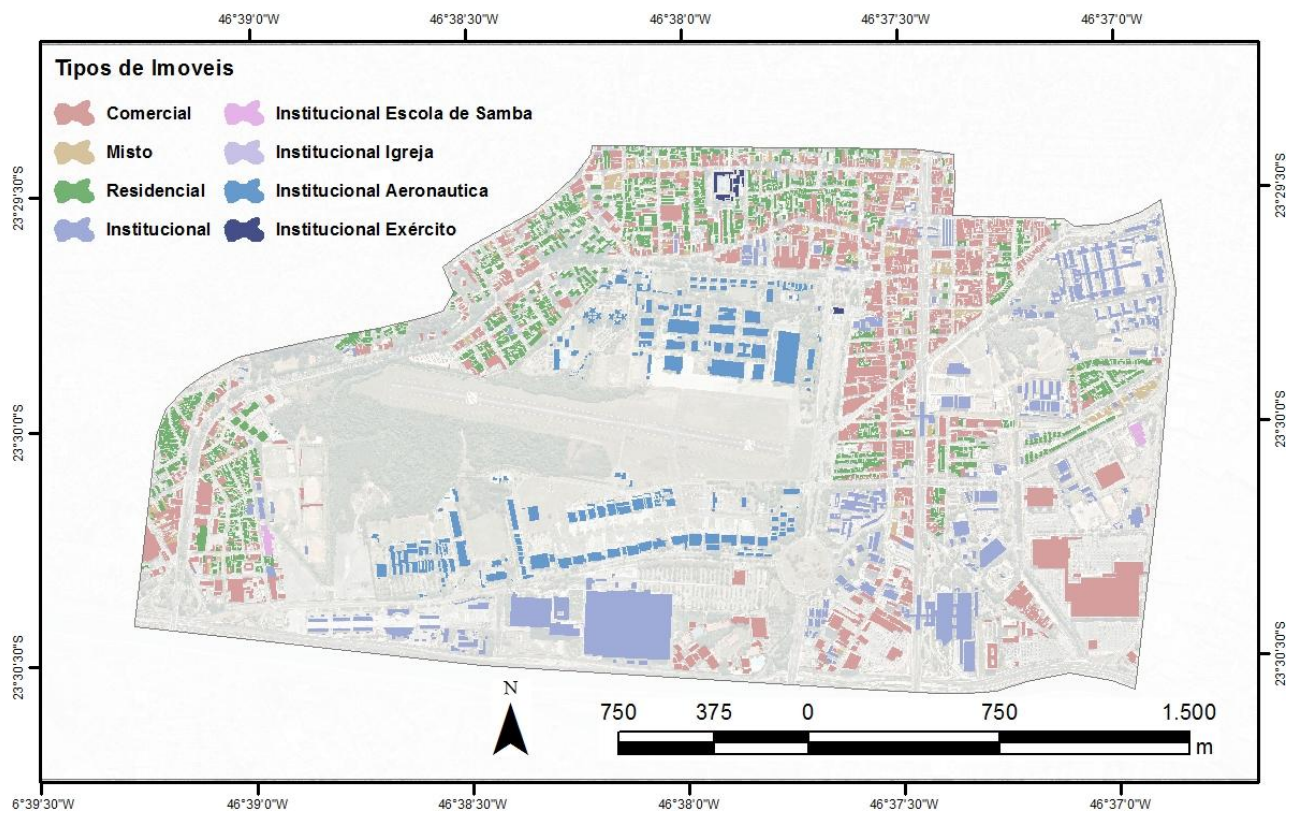 46°39'0"W 46°38'30"W 46°38'0"W 46°37'30"W 46°37'0"W
Tipos de Imoveis
Comercial Institucional Escola de Samba
Misto Institucional Igreja
Residencial Institucional Aeronautica
Institucional Institucional Exército
23°29'30"S 23°29'30"S
23°30'0"S 23°30'0"S
23°30'30"S 23°30'30"S
N
750 375 0 750 1.500
m
6°39'30"W 46°39'0"W 46°38'30"W 46°38'0"W 46°37'30"W 46°37'0"W